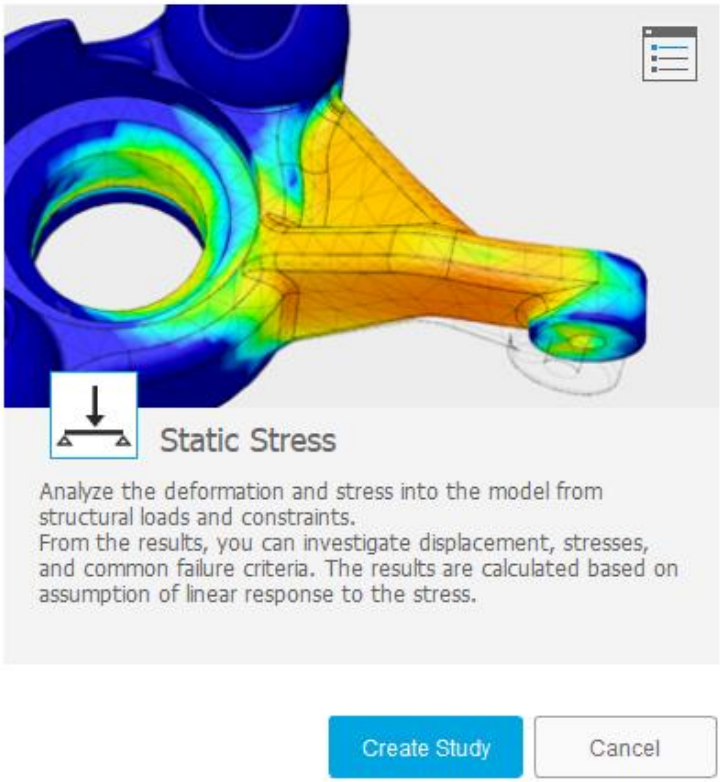 Static Stress
Analyze the deformation and stress into the model from
structural loads and constraints.
From the results, you can investigate displacement, stresses,
and common failure criteria. The results are calculated based on
assumption of linear response to the stress.
Create Study
Cancel